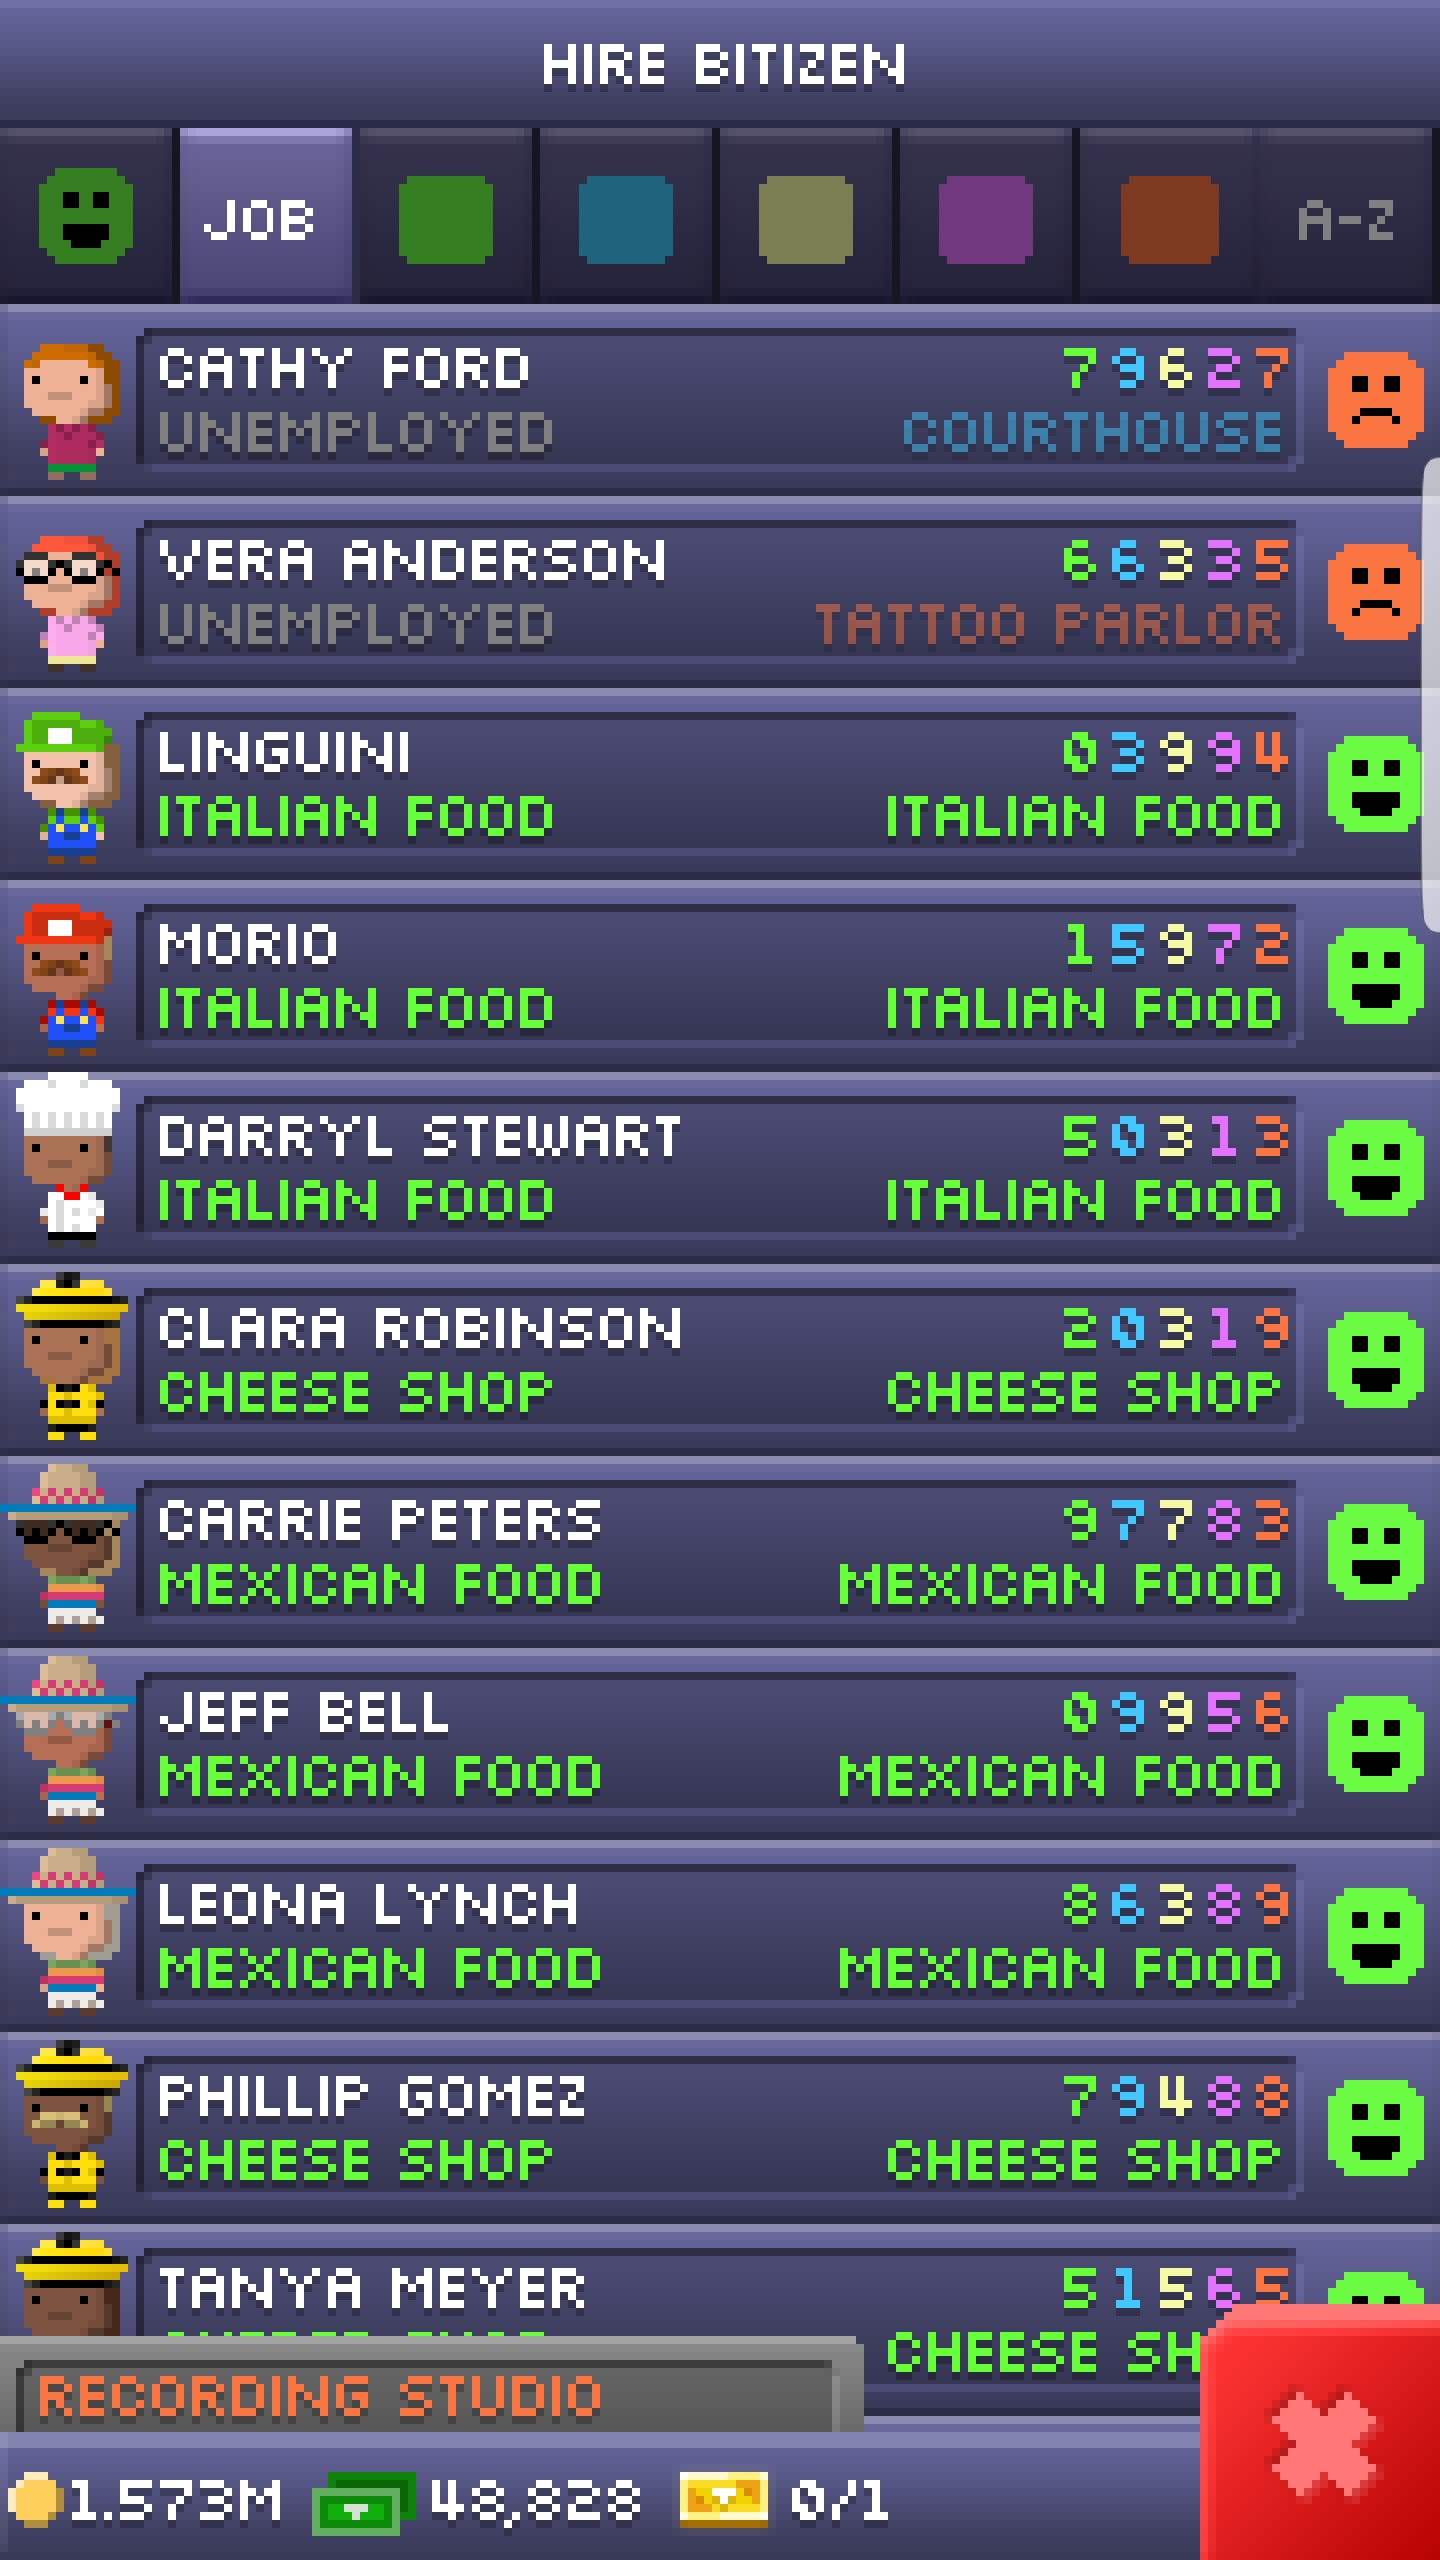 HIRE BITIZEN
JOB
A-Z
CATHY FORD 79627
UNEMPLOYED COURTHOUSE
VERA ANDERSON 66335
UNEMPLOYED TATTOO PARLOR
LINGUINI 03994
ITALIAN FOOD ITALIAN FOOD
MORIO 15972
ITALIAN FOOD ITALIAN FOOD
DARRYL STEWART 50313
ITALIAN FOOD ITALIAN FOOD
CLARA ROBINSON 20319
CHEESE SHOP CHEESE SHOP
CARRIE PETERS 97783
MEXICAN FOOD MEXICAN FOOD
JEFF BELL 09956
MEXICAN FOOD MEXICAN FOOD
LEONA LYNCH 86389
MEXICAN FOOD MEXICAN FOOD
PHILLIP GOMEZ 79488
CHEESE SHOP CHEESE SHOP
TANYA MEYER 51565
CHEESE SH
RECORDING STUDIO
1.573M 48,828 0/1